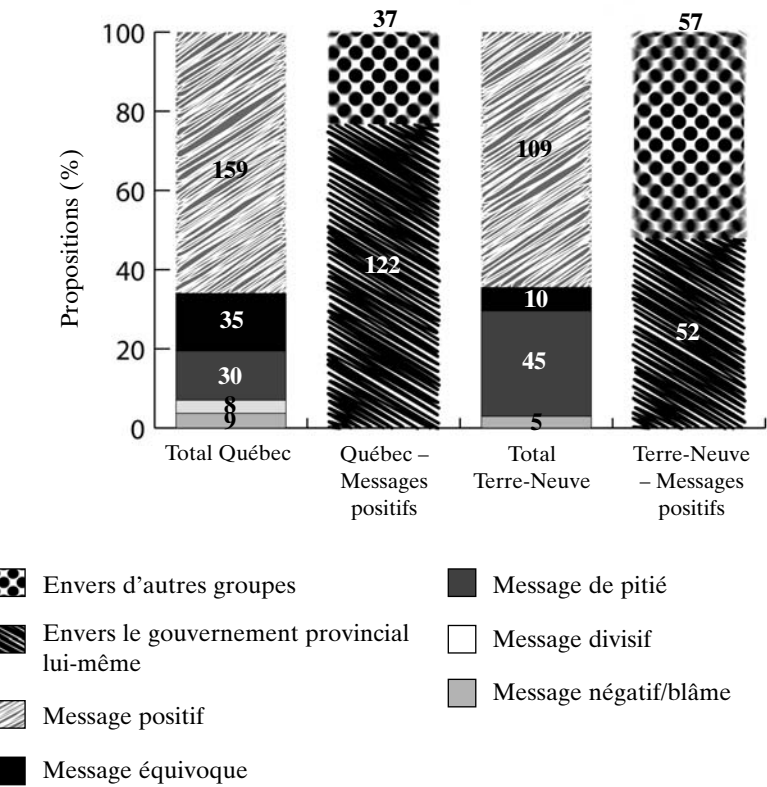 Propositions (%)
100
80
60
40
20
0
159
35
30
8
9
37
122
109
10
45
5
57
52
Total Québec
Québec –
Messages
positifs
Total
Terre-Neuve
Terre-Neuve
– Messages
positifs
Envers d'autres groupes
Envers le gouvernement provincial
lui-même
Message positif
Message équivoque
Message de pitié
Message divisif
Message négatif/blâme